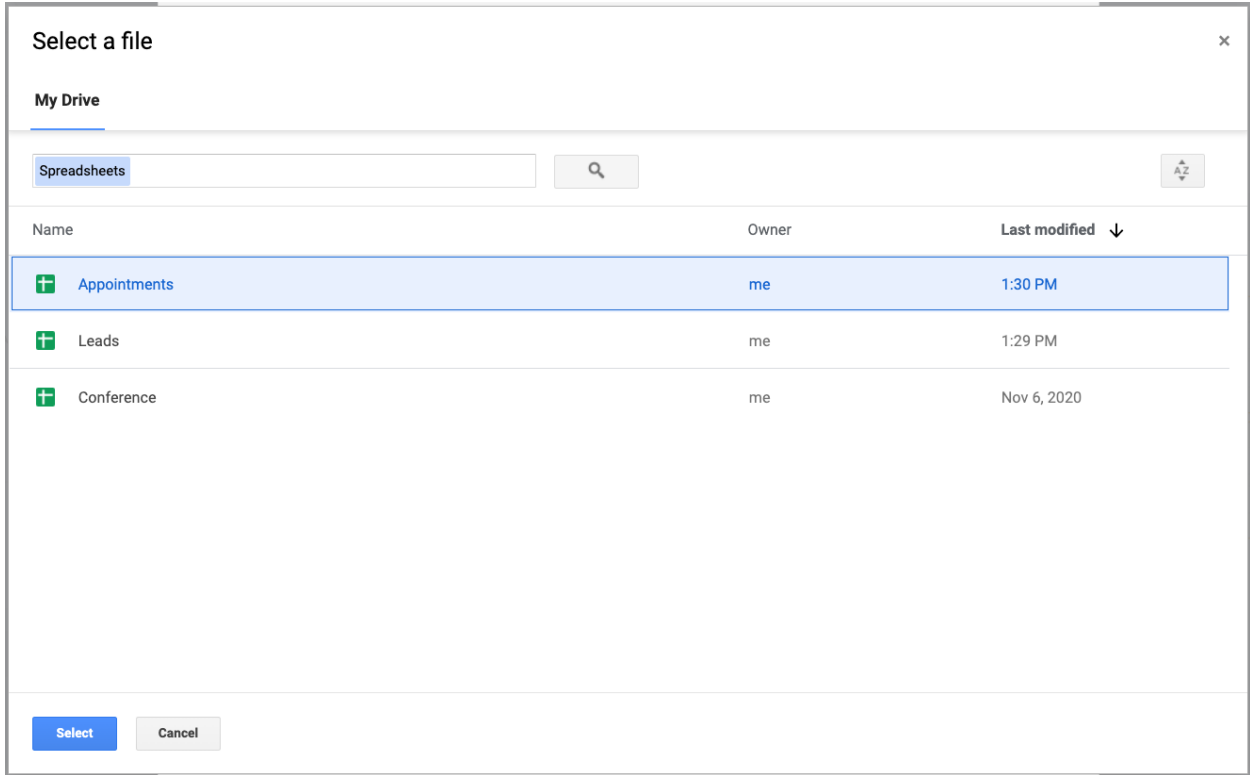 Select a file
My Drive
Spreadsheets
AZ
Name Owner Last modified
Appointments me 1:30 PM
Leads me 1:29 PM
Conference me Nov 6, 2020
Select Cancel